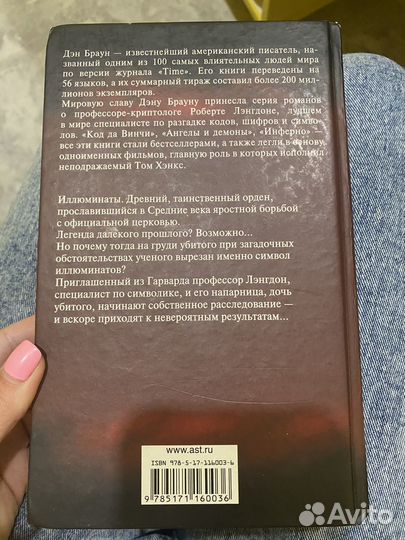 Дэн Браун — известнейший американский писатель, на-
званный одним из 100 самых влиятельных людей мира
по версии журнала «Time». Его книги переведены на
56 языков, а их суммарный тираж составил более 200 мил-
лионов экземпляров.
Мировую славу Дэну Брауну принесла серия романов
о профессоре-криптологе Роберте Лэнгдоне, лучшем
в мире специалисте по разгадке кодов, шифров и симво-
лов. «Код да Винчи», «Ангелы и демоны», «Инферно» —
все эти книги стали бестселлерами, а также легли в основу
одноименных фильмов, главную роль в которых исполнил
неподражаемый Том Хэнкс.
Иллюминаты. Древний, таинственный орден,
прославившийся в Средние века яростной борьбой
с официальной церковью.
Легенда далекого прошлого? Возможно...
Но почему тогда на груди убитого при загадочных
обстоятельствах ученого вырезан именно символ
иллюминатов?
Приглашенный из Гарварда профессор Лэнгдон,
специалист по символике, и его напарница, дочь
убитого, начинают собственное расследование —
и вскоре приходят к невероятным результатам...
www.ast.ru
ISBN 978-5-17-116003-6
9 785171 160036
Avito